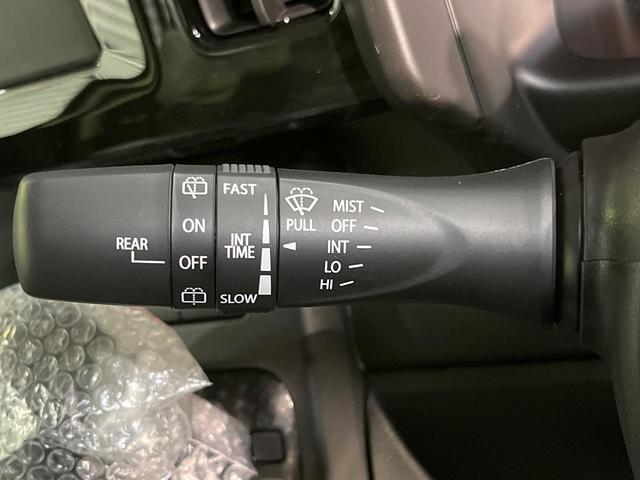 REAR
ON
OFF
FAST
INT
TIME
SLOW
PULL
MIST
OFF
INT
LO
HI